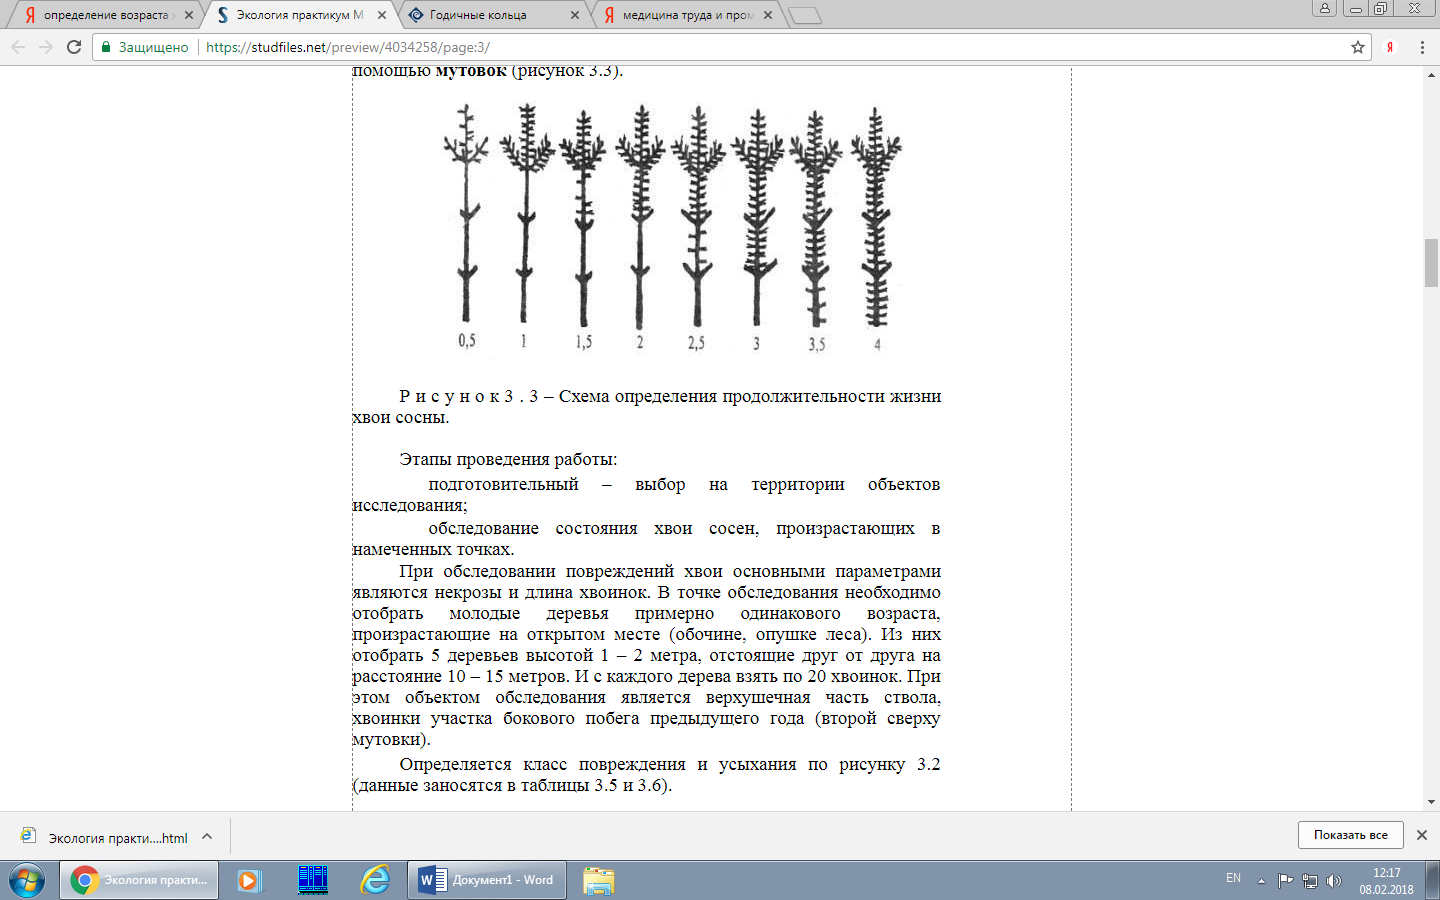 определение возраста
Экология практикум М
Годичные кольца
медицина труда и пром
Защищено
https://studfiles.net/preview/4034258/page:3/
помощью мутовок (рисунок 3.3).
0,5 1 1,5 2 2,5 3 3,5 4
Р и с у н о к 3 . 3 – Схема определения продолжительности жизни
хвои сосны.
Этапы проведения работы:
подготовительный – выбор на территории объектов
исследования;
обследование состояния хвои сосен, произрастающих в
намеченных точках.
При обследовании повреждений хвои основными параметрами
являются некрозы и длина хвоинок. В точке обследования необходимо
отобрать молодые деревья примерно одинакового возраста,
произрастающие на открытом месте (обочине, опушке леса). Из них
отобрать 5 деревьев высотой 1 – 2 метра, отстоящие друг от друга на
расстояние 10 – 15 метров. И с каждого дерева взять по 20 хвоинок. При
этом объектом обследования является верхушечная часть ствола,
хвоинки участка бокового побега предыдущего года (второй сверху
мутовки).
Определяется класс повреждения и усыхания по рисунку 3.2
(данные заносятся в таблицы 3.5 и 3.6).
Экология практи....html
Показать все
Экология практи...
Документ1 - Word
EN
12:17
08.02.2018